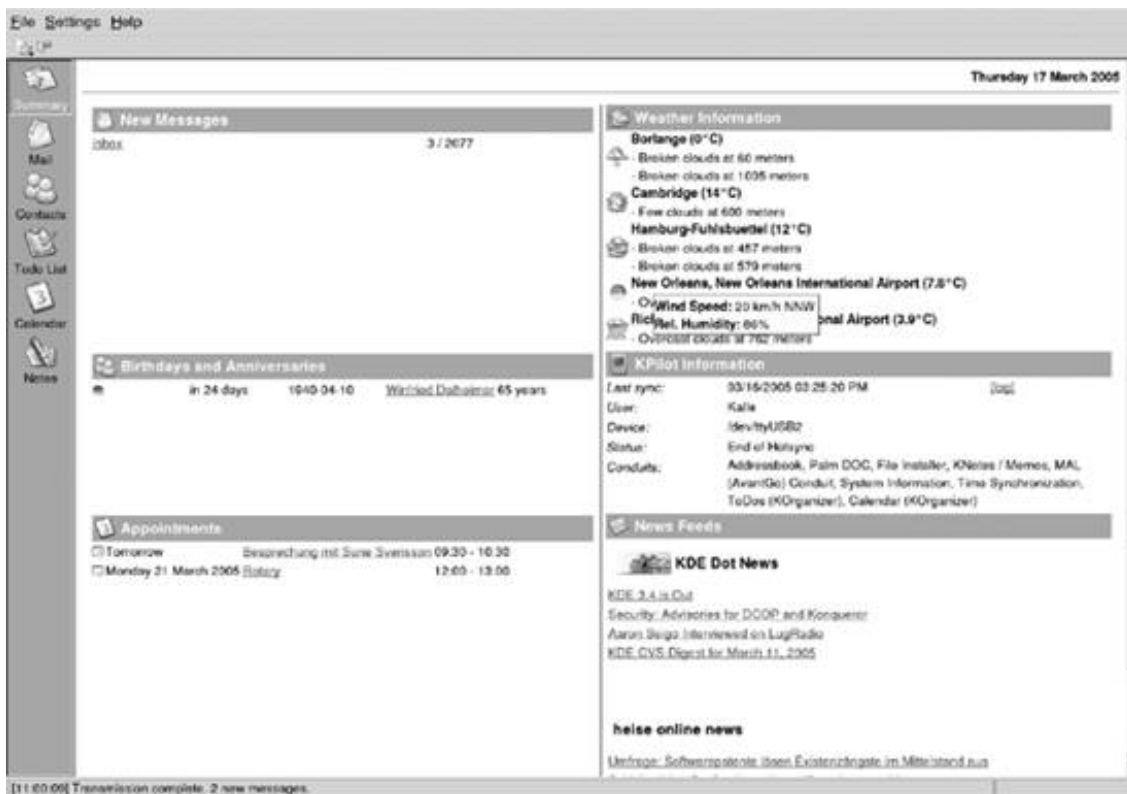 File Settings Help
Thursday 17 March 2005
Summary
Mail
Contacts
Todo List
Calendar
Notes
New Messages
inbox 3 / 2677
Birthdays and Anniversaries
in 24 days 1940-04-10 65 years
Appointments
Tomorrow Besprechung mit Sune Svensson 09:30 - 10:30
Monday 21 March 2005 Rotary 12:00 - 13:00
Weather Information
Borlange (0°C)
- Broken clouds at 60 meters
- Broken clouds at 1005 meters
Cambridge (14°C)
- Few clouds at 600 meters
Hamburg-Fuhlsbuettel (12°C)
- Broken clouds at 457 meters
- Broken clouds at 579 meters
New Orleans, New Orleans International Airport (7.8°C)
Wind Speed: 20 km/h NNW
Rel. Humidity: 86%
onal Airport (3.9°C)
- Overcast clouds at 762 meters
KPilot Information
Last sync: 03/16/2005 03:25:20 PM [log]
User: Kalle
Device: /dev/ttyUSB2
Status: End of Hotsync
Conduits: Addressbook, Palm DOC, File Installer, KNotes / Memos, MAL
(AvantGo) Conduit, System Information, Time Synchronization,
ToDos (KOrganizer), Calendar (KOrganizer)
News Feeds
KDE Dot News
KDE 3.4 is Out
Security: Advisories for DCOP and Konqueror
Aaron Seigo Interviewed on LugRadio
KDE CVS Digest for March 11, 2005
heise online news
Umfrage: Softwarepatente lösen Existenzängste im Mittelstand aus
[11:00:09] Transmission complete. 2 new messages.